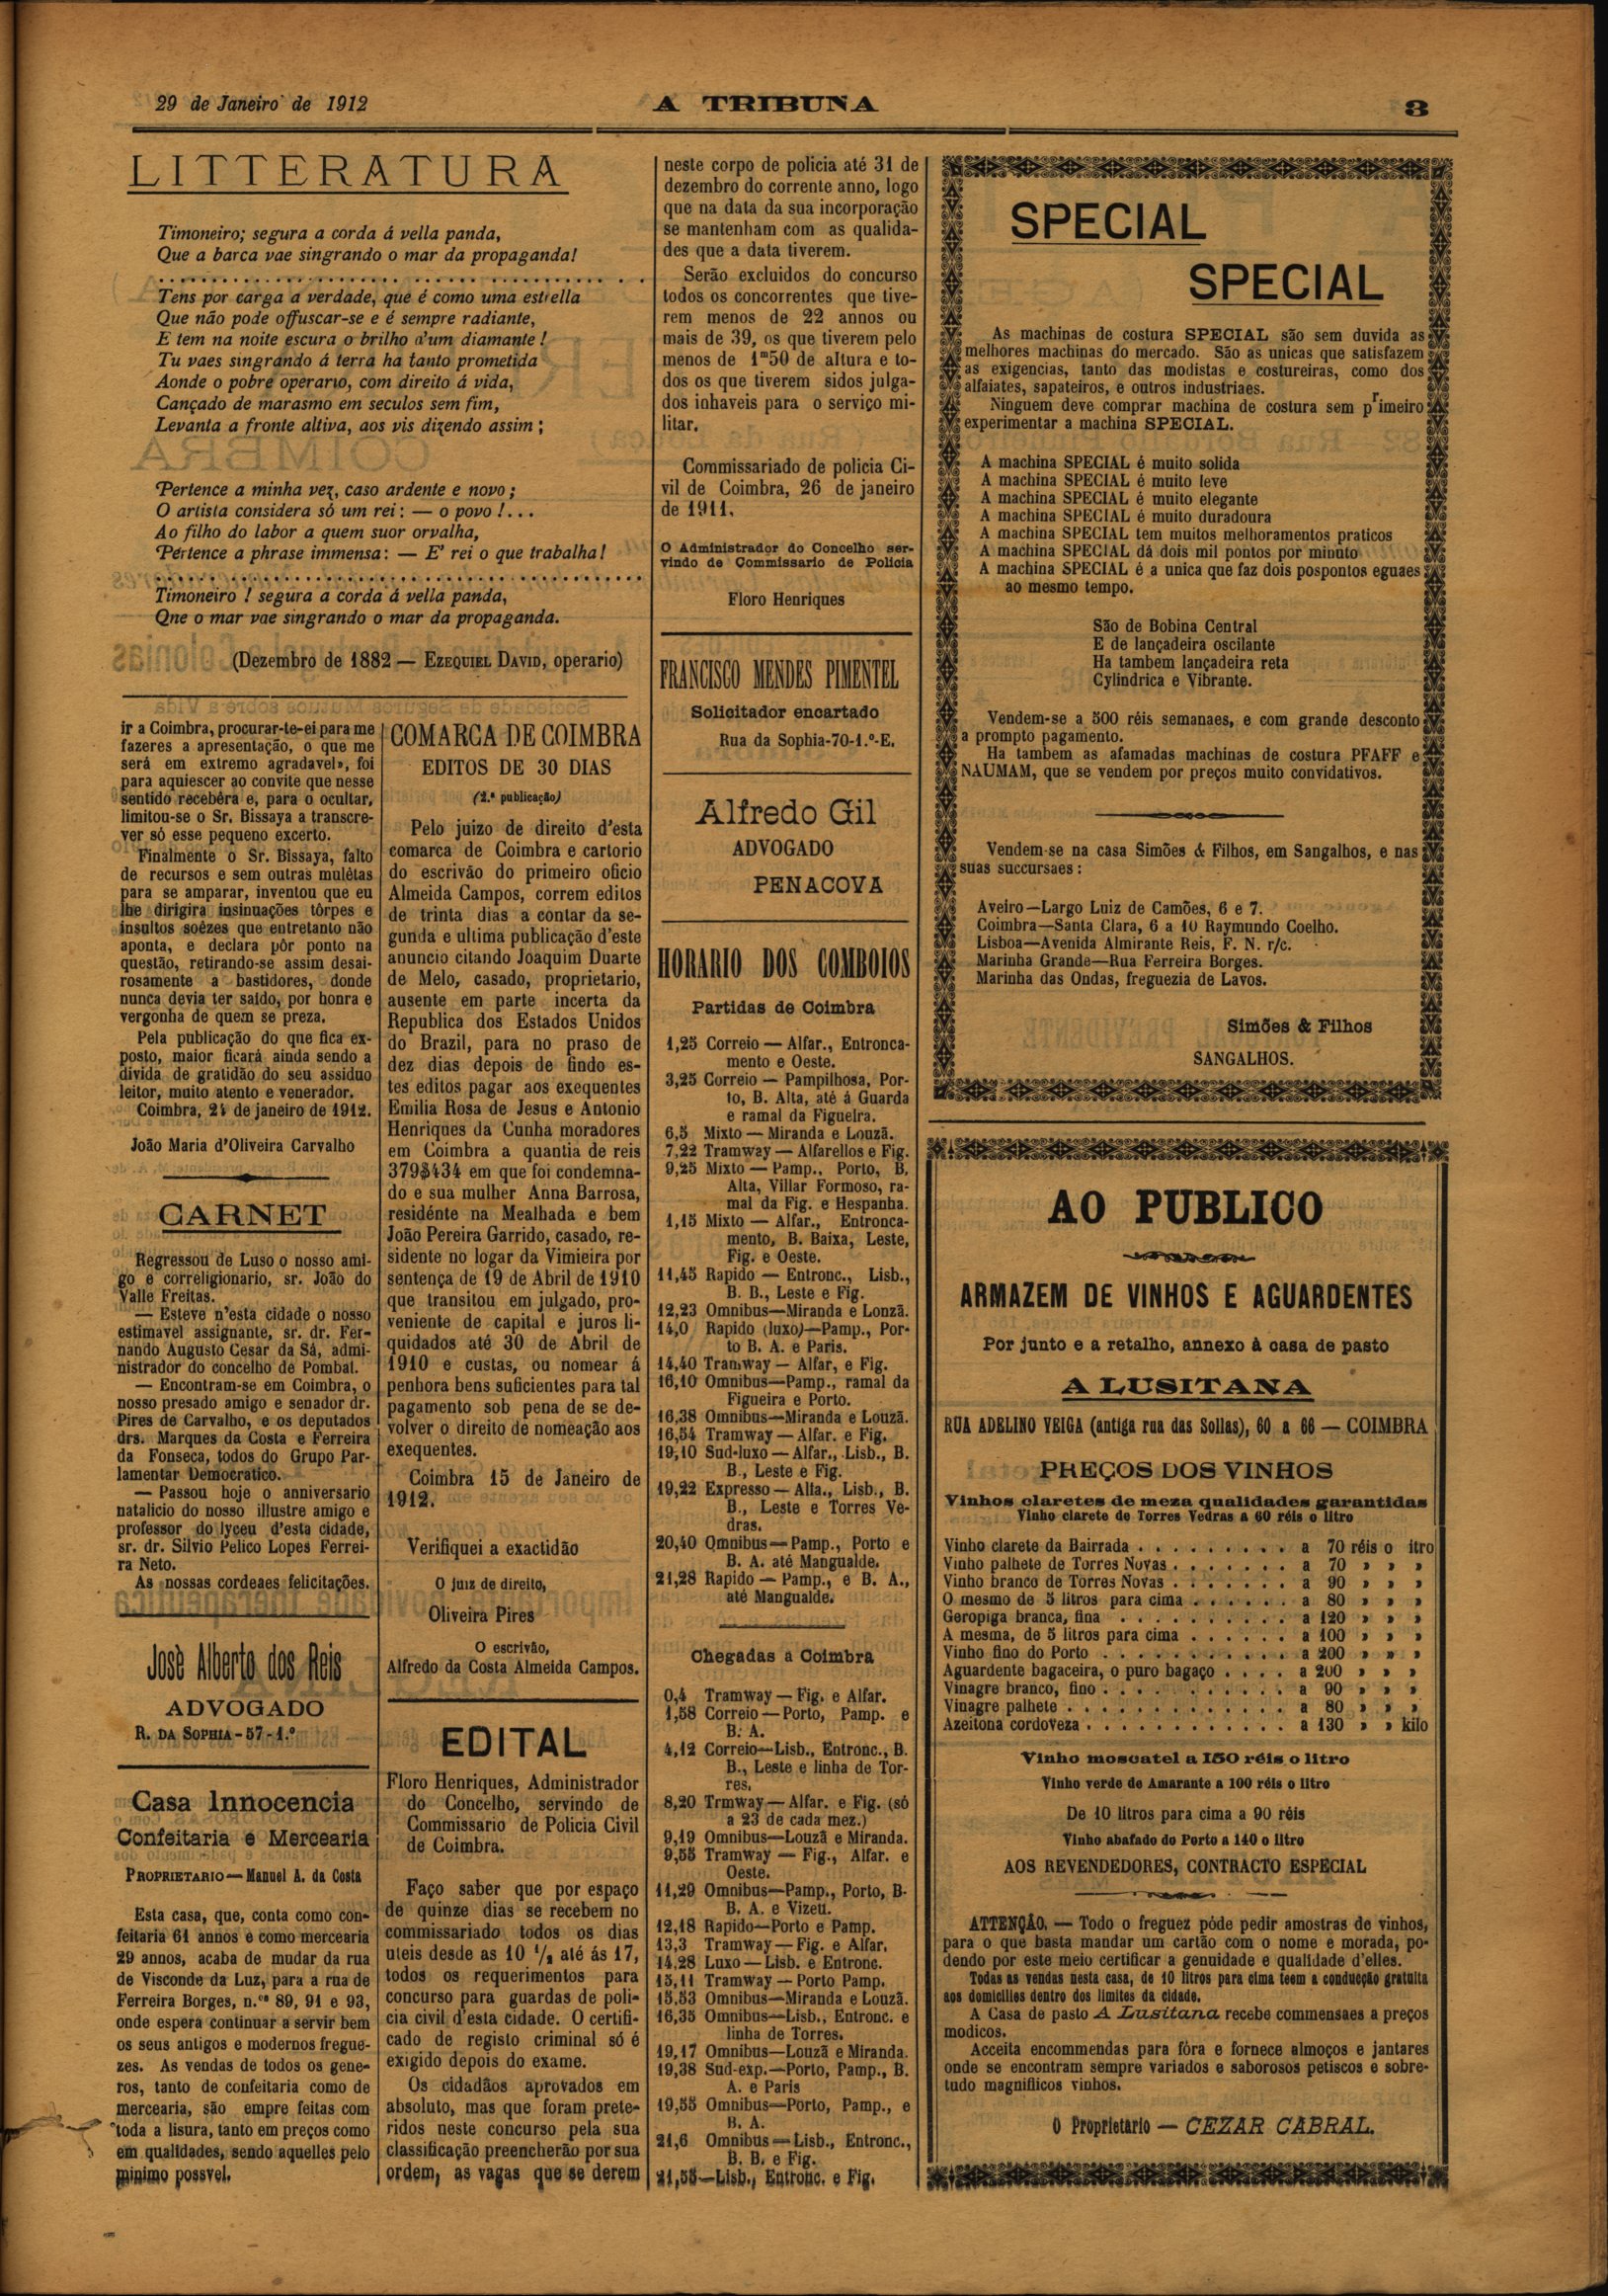 29 de Janeiro de 1912
A TRIBUNA
3
LITTERATURA
Timoneiro; segura a corda á vella panda,
Que a barca vae singrando o mar da propaganda!
Tens por carga a verdade, que é como uma estrella
Que não pode offuscar-se e é sempre radiante,
E tem na noite escura o brilho d'um diamante!
Tu vaes singrando á terra ha tanto prometida
Aonde o pobre operario, com direito á vida,
Cançado de marasmo em seculos sem fim,
Levanta a fronte altiva, aos vis dizendo assim;
Pertence a minha vez, caso ardente e novo;
O artista considera só um rei: — o povo!...
Ao filho do labor a quem suor orvalha,
Pértence a phrase immensa: — E' rei o que trabalha!
Timoneiro! segura a corda á vella panda,
Qne o mar vae singrando o mar da propaganda.
(Dezembro de 1882 — EZEQUIEL DAVID, operario)
ir a Coimbra, procurar-te-ei para me
fazeres a apresentação, o que me
será em extremo agradavel», foi
para aquiescer ao convite que nesse
sentido recebêra e, para o ocultar,
limitou-se o Sr. Bissaya a transcre-
ver só esse pequeno excerto.
Finalmente o Sr. Bissaya, falto
de recursos e sem outras mulétas
para se amparar, inventou que eu
lhe dirigira insinuações tôrpes e
insultos soêzes que entretanto não
aponta, e declara pôr ponto na
questão, retirando-se assim desai-
rosamente a bastidores, donde
nunca devia ter saído, por honra e
vergonha de quem se preza.
Pela publicação do que fica ex-
posto, maior ficará ainda sendo a
divida de gratidão do seu assiduo
leitor, muito atento e venerador.
Coimbra, 24 de janeiro de 1912.
João Maria d'Oliveira Carvalho
CARNET
Regressou de Luso o nosso ami-
go e correligionario, sr. João do
Valle Freitas.
— Esteve n'esta cidade o nosso
estimavel assignante, sr. dr. Fer-
nando Augusto Cesar da Sá, admi-
nistrador do concelho de Pombal.
— Encontram-se em Coimbra, o
nosso presado amigo e senador dr.
Pires de Carvalho, e os deputados
drs. Marques da Costa e Ferreira
da Fonseca, todos do Grupo Par-
lamentar Democratico.
— Passou hoje o anniversario
natalicio do nosso illustre amigo e
professor do lyceu d'esta cidade,
sr. dr. Silvio Pelico Lopes Ferrei-
ra Neto.
As nossas cordeaes felicitações.
Josè Alberto dos Reis
ADVOGADO
R. DA SOPHIA-57-1.º
Casa Innocencia
Confeitaria e Mercearia
PROPRIETARIO—Manuel A. da Costa
Esta casa, que, conta como con-
feitaria 61 annos e como mercearia
29 annos, acaba de mudar da rua
de Visconde da Luz, para a rua de
Ferreira Borges, n.ºs 89, 91 e 93,
onde espera continuar a servir bem
os seus antigos e modernos fregue-
zes. As vendas de todos os gene-
ros, tanto de confeitaria como de
mercearia, são empre feitas com
toda a lisura, tanto em preços como
em qualidades, sendo aquelles pelo
minimo possvel.
COMARCA DE COIMBRA
EDITOS DE 30 DIAS
(2.ª publicação)
Pelo juizo de direito d'esta
comarca de Coimbra e cartorio
do escrivão do primeiro oficio
Almeida Campos, correm editos
de trinta dias a contar da se-
gunda e ultima publicação d'este
anuncio citando Joaquim Duarte
de Melo, casado, proprietario,
ausente em parte incerta da
Republica dos Estados Unidos
do Brazil, para no praso de
dez dias depois de findo es-
tes editos pagar aos exequentes
Emilia Rosa de Jesus e Antonio
Henriques da Cunha moradores
em Coimbra a quantia de reis
379$434 em que foi condemna-
do e sua mulher Anna Barrosa,
residénte na Mealhada e bem
João Pereira Garrido, casado, re-
sidente no logar da Vimieira por
sentença de 19 de Abril de 1910
que transitou em julgado, pro-
veniente de capital e juros li-
quidados até 30 de Abril de
1910 e custas, ou nomear á
penhora bens suficientes para tal
pagamento sob pena de se de-
volver o direito de nomeação aos
exequentes.
Coimbra 15 de Janeiro de
1912.
Verifiquei a exactidão
O juiz de direito,
Oliveira Pires
O escrivão,
Alfredo da Costa Almeida Campos.
EDITAL
Floro Henriques, Administrador
do Concelho, servindo de
Commissario de Policia Civil
de Coimbra.
Faço saber que por espaço
de quinze dias se recebem no
commissariado todos os dias
uteis desde as 10 1/2 até ás 17,
todos os requerimentos para
concurso para guardas de poli-
cia civil d'esta cidade. O certifi-
cado de registo criminal só é
exigido depois do exame.
Os cidadãos aprovados em
absoluto, mas que foram prete-
ridos neste concurso pela sua
classificação preencherão por sua
ordem, as vagas que se derem
neste corpo de policia até 31 de
dezembro do corrente anno, logo
que na data da sua incorporação
se mantenham com as qualida-
des que a data tiverem.
Serão excluidos do concurso
todos os concorrentes que tive-
rem menos de 22 annos ou
mais de 39, os que tiverem pelo
menos de 1m50 de altura e to-
dos os que tiverem sidos julga-
dos inhaveis para o serviço mi-
litar.
Commissariado de policia Ci-
vil de Coimbra, 26 de janeiro
de 1911.
O Administrador do Concelho ser-
vindo de Commissario de Policia
Floro Henriques
FRANCISCO MENDES PIMENTEL
Solicitador encartado
Rua da Sophia-70-1.º-E.
Alfredo Gil
ADVOGADO
PENACOVA
HORARIO DOS COMBOIOS
Partidas de Coimbra
1,25 Correio — Alfar., Entronca-
mento e Oeste.
3,25 Correio — Pampilhosa, Por-
to, B. Alta, até á Guarda
e ramal da Figueira.
6,5 Mixto — Miranda e Louzã.
7,22 Tramway — Alfarellos e Fig.
9,25 Mixto — Pamp., Porto, B.
Alta, Villar Formoso, ra-
mal da Fig. e Hespanha.
1,15 Mixto — Alfar., Entronca-
mento, B. Baixa, Leste,
Fig. e Oeste.
11,45 Rapido — Entronc., Lisb.,
B. B., Leste e Fig.
12,23 Omnibus—Miranda e Lonzã.
14,0 Rapido (luxo)—Pamp., Por-
to B. A. e Paris.
14,40 Tramway — Alfar, e Fig.
16,10 Omnibus—Pamp., ramal da
Figueira e Porto.
16,38 Omnibus—Miranda e Louzã.
16,54 Tramway — Alfar. e Fig.
19,10 Sud-luxo — Alfar., Lisb., B.
B., Leste e Fig.
19,22 Expresso — Alfa., Lisb., B.
B., Leste e Torres Ve-
dras.
20,40 Omnibus — Pamp., Porto e
B. A. até Mangualde.
21,28 Rapido — Pamp., e B. A.,
até Mangualde.
Chegadas a Coimbra
0,4 Tramway — Fig. e Alfar.
1,58 Correio — Porto, Pamp. e
B. A.
4,12 Correio—Lisb., Entronc., B.
B., Leste e linha de Tor-
res.
8,20 Trmway — Alfar. e Fig. (só
a 23 de cada mez.)
9,19 Omnibus—Louzã e Miranda.
9,55 Tramway — Fig., Alfar. e
Oeste.
11,29 Omnibus—Pamp., Porto, B.
B. A. e Vizeu.
12,18 Rapido—Porto e Pamp.
13,3 Tramway — Fig. e Alfar.
14,28 Luxo — Lisb. e Entronc.
15,11 Tramway — Porto Pamp.
15,53 Omnibus—Miranda e Louzã.
16,35 Omnibus—Lisb., Entronc. e
linha de Torres.
19,17 Omnibus—Louzã e Miranda.
19,38 Sud-exp.—Porto, Pamp., B.
A. e Paris
19,55 Omnibus—Porto, Pamp., e
B. A.
21,6 Omnibus — Lisb., Entronc.,
B. B. e Fig.
21,55—Lisb., Entronc. e Fig.
SPECIAL
SPECIAL
As machinas de costura SPECIAL são sem duvida as
melhores machinas do mercado. São as unicas que satisfazem
as exigencias, tanto das modistas e costureiras, como dos
alfaiates, sapateiros, e outros industriaes.
Ninguem deve comprar machina de costura sem primeiro
experimentar a machina SPECIAL.
A machina SPECIAL é muito solida
A machina SPECIAL é muito leve
A machina SPECIAL é muito elegante
A machina SPECIAL é muito duradoura
A machina SPECIAL tem muitos melhoramentos praticos
A machina SPECIAL dá dois mil pontos por minuto
A machina SPECIAL é a unica que faz dois pospontos eguaes
ao mesmo tempo.
São de Bobina Central
E de lançadeira oscilante
Ha tambem lançadeira reta
Cylindrica e Vibrante.
Vendem-se a 500 réis semanaes, e com grande desconto
a prompto pagamento.
Ha tambem as afamadas machinas de costura PFAFF e
NAUMAM, que se vendem por preços muito convidativos.
Vendem-se na casa Simões & Filhos, em Sangalhos, e nas
suas succursaes:
Aveiro—Largo Luiz de Camões, 6 e 7.
Coimbra—Santa Clara, 6 a 10 Raymundo Coelho.
Lisboa—Avenida Almirante Reis, F. N. r/c.
Marinha Grande—Rua Ferreira Borges.
Marinha das Ondas, freguezia de Lavos.
Simões & Filhos
SANGALHOS.
AO PUBLICO
ARMAZEM DE VINHOS E AGUARDENTES
Por junto e a retalho, annexo à casa de pasto
A LUSITANA
RUA ADELINO VEIGA (antiga rua das Sollas), 60 a 66 — COIMBRA
PREÇOS DOS VINHOS
Vinhos claretes de meza qualidades garantidas
Vinho clarete de Torres Vedras a 60 réis o litro
Vinho clarete da Bairrada . . . . . . . . . a 70 réis o itro
Vinho palhete de Torres Novas . . . . . . . a 70 » » »
Vinho branco de Torres Novas . . . . . . . a 90 » » »
O mesmo de 5 litros para cima . . . . . . a 80 » » »
Geropiga branca, fina . . . . . . . . . . a 120 » » »
A mesma, de 5 litros para cima . . . . . . a 100 » » »
Vinho fino do Porto . . . . . . . . . . . a 200 » » »
Aguardente bagaceira, o puro bagaço . . . . a 200 » » »
Vinagre branco, fino . . . . . . . . . . . a 90 » » »
Vinagre palhete . . . . . . . . . . . . . a 80 » » »
Azeitona cordoveza . . . . . . . . . . . . a 130 » » kilo
Vinho moscatel a 150 réis o litro
Vinho verde de Amarante a 100 réis o litro
De 10 litros para cima a 90 réis
Vinho abafado do Porto a 140 o litro
AOS REVENDEDORES, CONTRACTO ESPECIAL
ATTENÇÃO. — Todo o freguez póde pedir amostras de vinhos,
para o que basta mandar um cartão com o nome e morada, po-
dendo por este meio certificar a genuidade e qualidade d'elles.
Todas as vendas nesta casa, de 10 litros para cima teem a conducção gratuita
aos domicilies dentro dos limites da cidade.
A Casa de pasto A Lusitana recebe commensaes a preços
modicos.
Acceita encommendas para fóra e fornece almoços e jantares
onde se encontram sempre variados e saborosos petiscos e sobre-
tudo magnificos vinhos.
O Proprietario — CEZAR CABRAL.